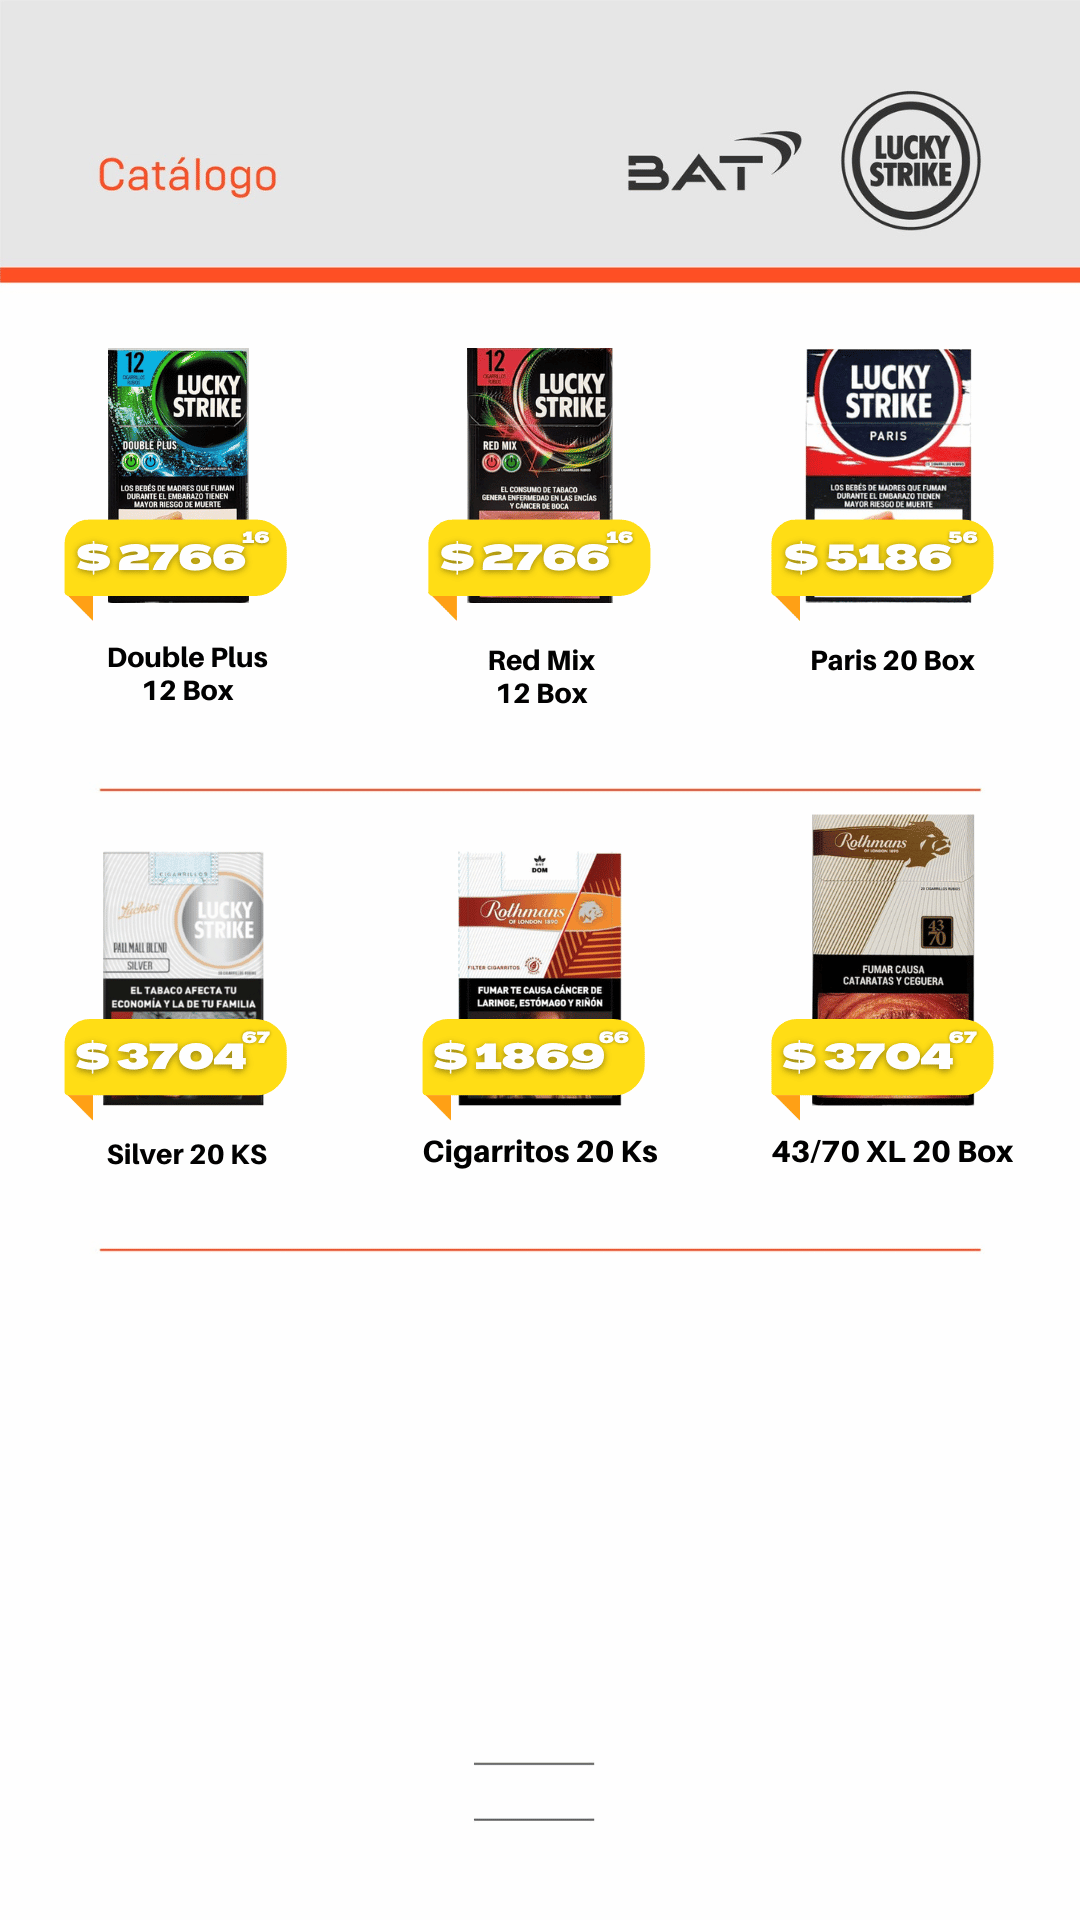 Catálogo
BAT
LUCKY
STRIKE
12
CIGARRILLOS
RUBIOS
LUCKY
STRIKE
DOUBLE PLUS
LOS BEBÉS DE MADRES QUE FUMAN
DURANTE EL EMBARAZO TIENEN
MAYOR RIESGO DE MUERTE
$ 2766 16
Double Plus
12 Box
12
CIGARRILLOS
RUBIOS
LUCKY
STRIKE
RED MIX
EL CONSUMO DE TABACO
GENERA ENFERMEDAD EN LAS ENCÍAS
Y CÁNCER DE BOCA
$ 2766 16
Red Mix
12 Box
LUCKY
STRIKE
PARIS
LOS BEBÉS DE MADRES QUE FUMAN
DURANTE EL EMBARAZO TIENEN
MAYOR RIESGO DE MUERTE
$ 5186 56
Paris 20 Box
CIGARRILLOS
Luckies
LUCKY
STRIKE
PALL MALL BLEND
SILVER
EL TABACO AFECTA TU
ECONOMÍA Y LA DE TU FAMILIA
$ 3704 67
Silver 20 KS
BAT
DOM
Rothmans
OF LONDON 1890
FILTER CIGARRITOS
FUMAR TE CAUSA CÁNCER DE
LARINGE, ESTÓMAGO Y RIÑÓN
$ 1869 66
Cigarritos 20 Ks
Rothmans
OF LONDON 1890
20 CIGARRILLOS RUBIOS
43
70
FUMAR CAUSA
CATARATAS Y CEGUERA
$ 3704 67
43/70 XL 20 Box